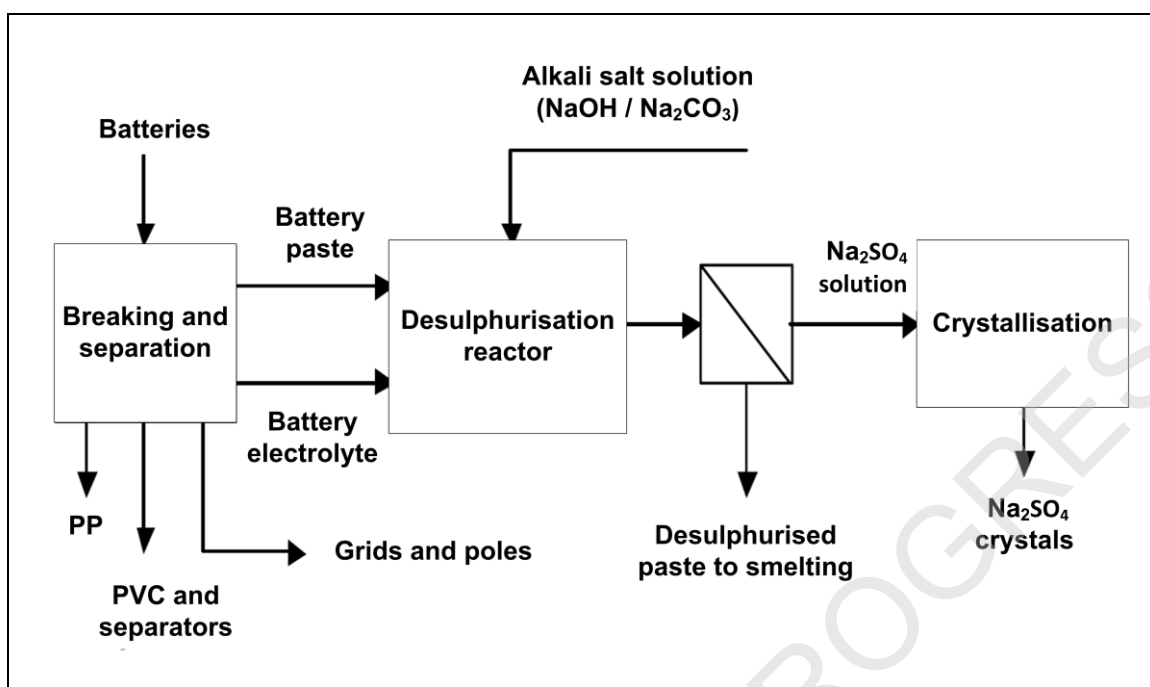 Alkali salt solution
(NaOH / Na₂CO₃)
Batteries
Battery
paste
Breaking and
separation
Desulphurisation
reactor
Na₂SO₄
solution
Crystallisation
Battery
electrolyte
PP
PVC and
separators
Grids and poles
Desulphurised
paste to smelting
Na₂SO₄
crystals